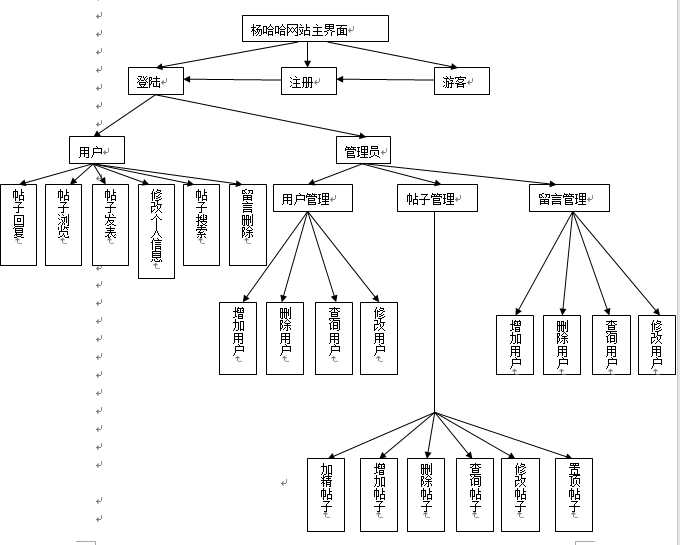 杨哈哈网站主界面
登陆
注册
游客
用户
管理员
帖子回复
帖子浏览
帖子发表
修改个人信息
帖子搜索
留言删除
用户管理
帖子管理
留言管理
增加用户
删除用户
查询用户
修改用户
增加用户
删除用户
查询用户
修改用户
加精帖子
增加帖子
删除帖子
查询帖子
修改帖子
置顶帖子